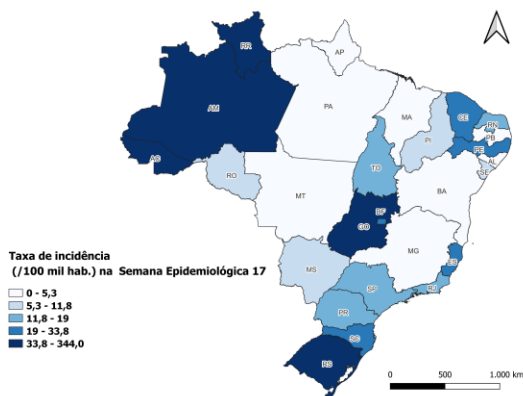 RR
AP
AM
PA
MA
CE
RN
PB
PE
PI
AL
SE
AC
RO
TO
BA
MT
DF
GO
MG
MS
ES
SP
RJ
PR
SC
RS
Taxa de incidência
(/100 mil hab.) na Semana Epidemiológica 17
0 - 5,3
5,3 - 11,8
11,8 - 19
19 - 33,8
33,8 - 344,0
0 500 1.000 km